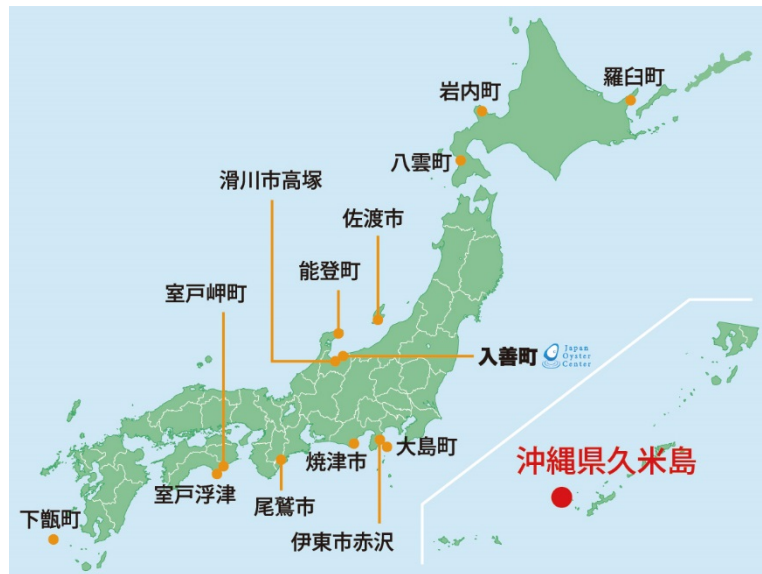 羅臼町
岩内町
八雲町
滑川市高塚
佐渡市
能登町
室戸岬町
入善町
Japan
Oyster
Center
沖縄県久米島
大島町
焼津市
室戸浮津
尾鷲市
下甑町
伊東市赤沢